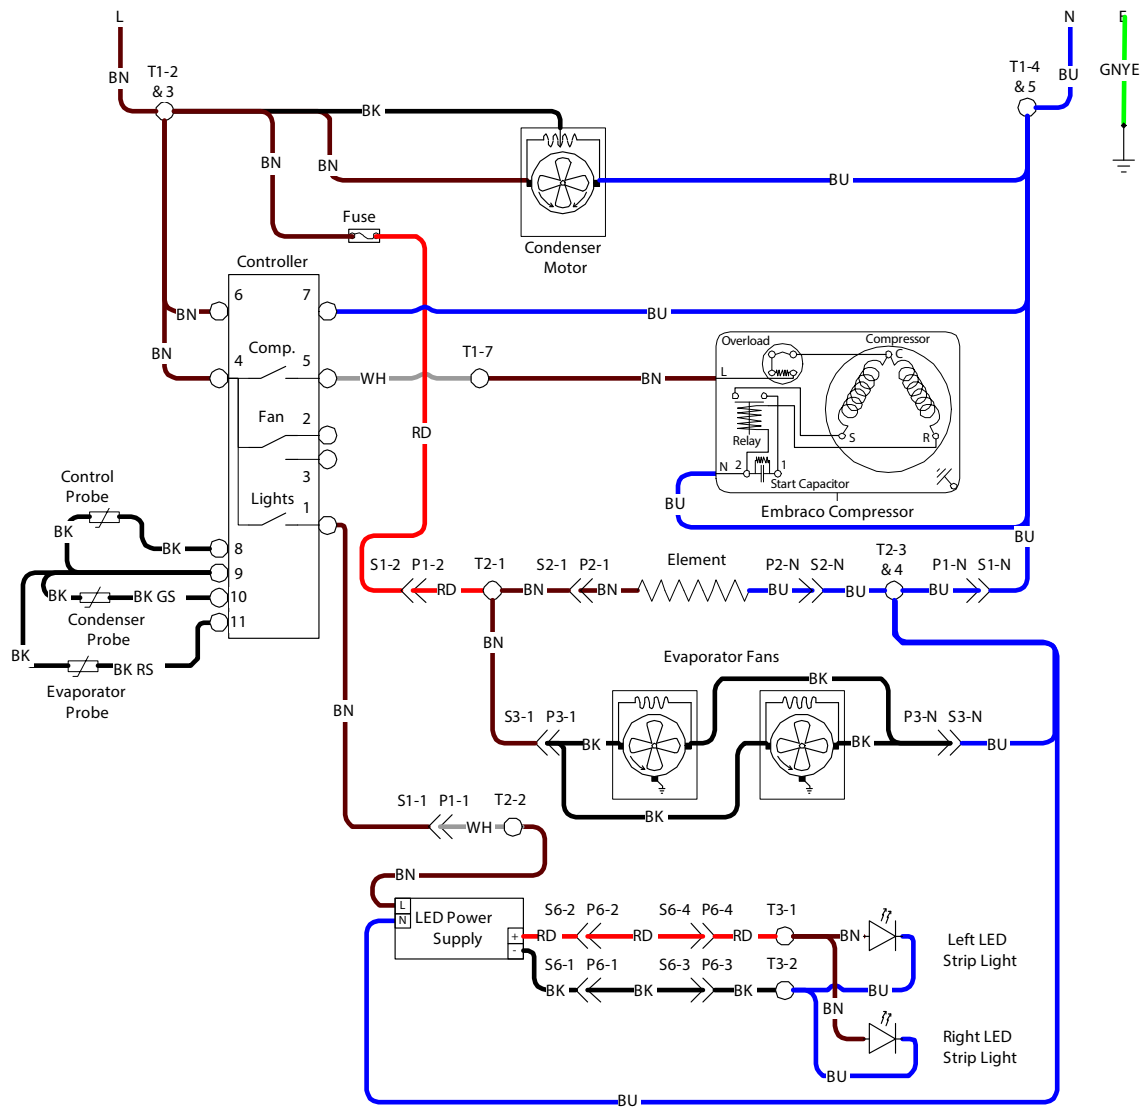 L
N
E
BN
T1-2
& 3
BK
T1-4
& 5
BU
GNYE
BN
BN
BU
Fuse
Condenser
Motor
Controller
6
7
BN
BU
BN
Comp.
4
5
WH
T1-7
BN
Overload
Compressor
L
C
Fan
2
RD
Relay
S
R
3
N
2
1
Start Capacitor
Control
Probe
Lights
1
BU
Embraco Compressor
BK
BK
8
BU
9
S1-2
P1-2
T2-1
S2-1
P2-1
Element
P2-N
S2-N
T2-3
& 4
P1-N
S1-N
RD
BN
BN
BU
BU
BU
BK
BK GS
10
Condenser
Probe
11
BN
BK
BK RS
Evaporator
Probe
Evaporator Fans
BK
BN
S3-1
P3-1
BK
BK
P3-N
S3-N
BU
BK
S1-1
P1-1
T2-2
WH
BN
L
N
LED Power
Supply
+
-
S6-2
P6-2
S6-4
P6-4
T3-1
RD
RD
RD
BN
Left LED
Strip Light
S6-1
P6-1
S6-3
P6-3
T3-2
BK
BK
BK
BU
BN
Right LED
Strip Light
BU
BU